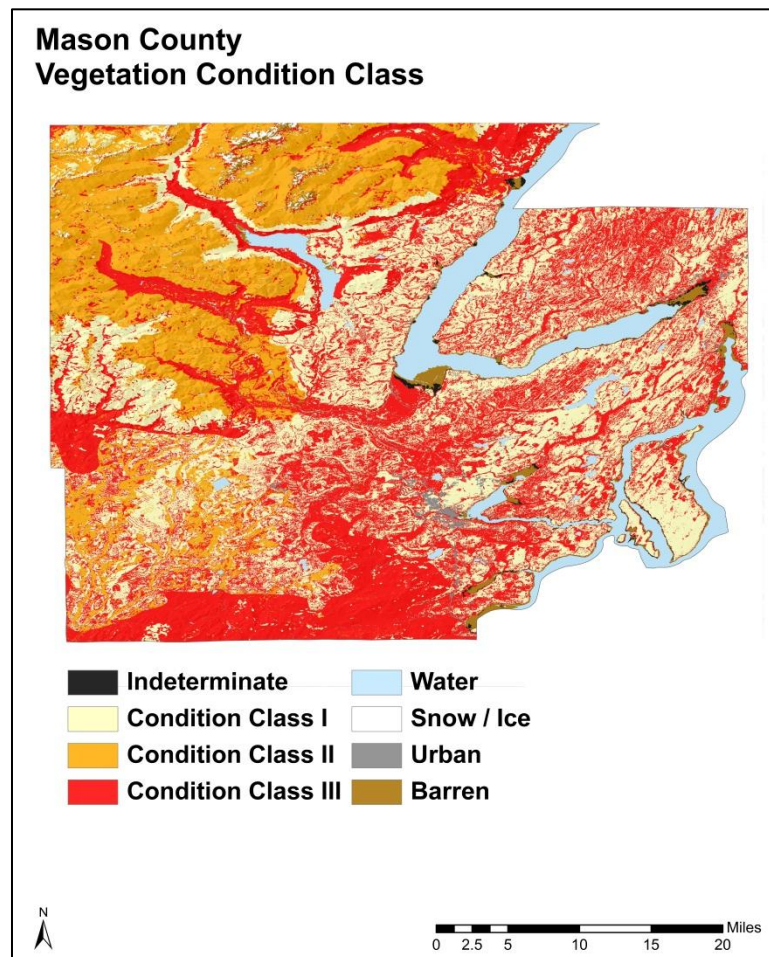 Mason County
Vegetation Condition Class
Indeterminate
Water
Condition Class I
Snow / Ice
Condition Class II
Urban
Condition Class III
Barren
N
Miles
0 2.5 5 10 15 20